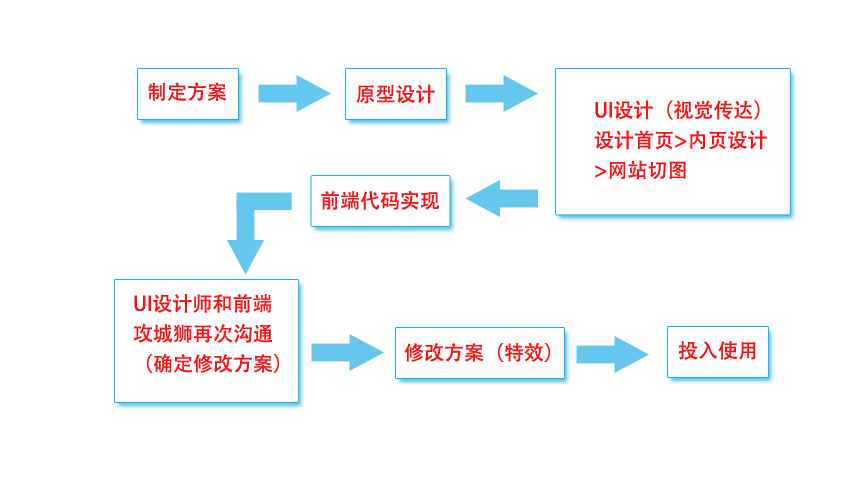 制定方案
原型设计
UI设计（视觉传达）
设计首页>内页设计
>网站切图
前端代码实现
UI设计师和前端
攻城狮再次沟通
（确定修改方案）
修改方案（特效）
投入使用